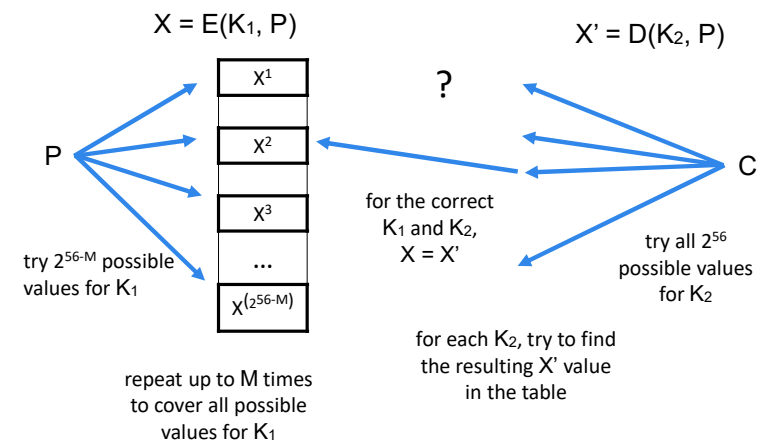 X = E(K₁, P)
X' = D(K₂, P)
X¹
?
X²
P
C
X³
for the correct
K₁ and K₂,
X = X'
try 2⁵⁶⁻ᴹ possible
values for K₁
...
try all 2⁵⁶
possible values
for K₂
X^(2^56-M)
for each K₂, try to find
the resulting X' value
in the table
repeat up to M times
to cover all possible
values for K₁